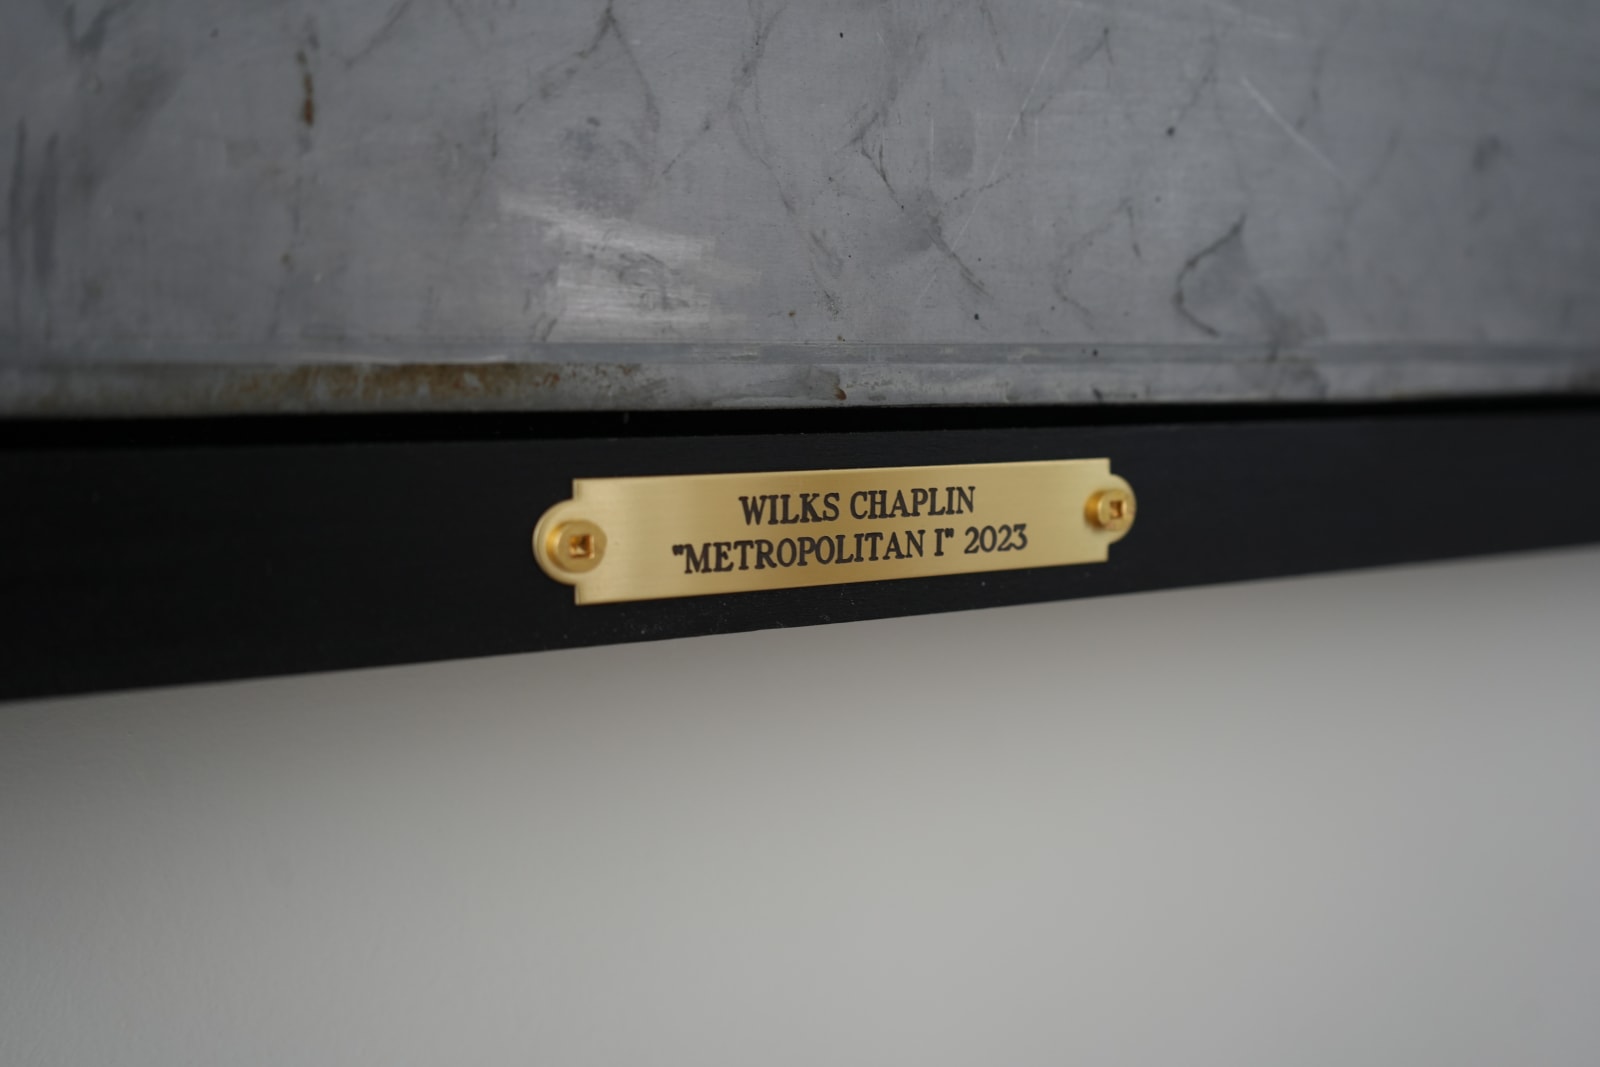 WILKS CHAPLIN
"METROPOLITAN I" 2023